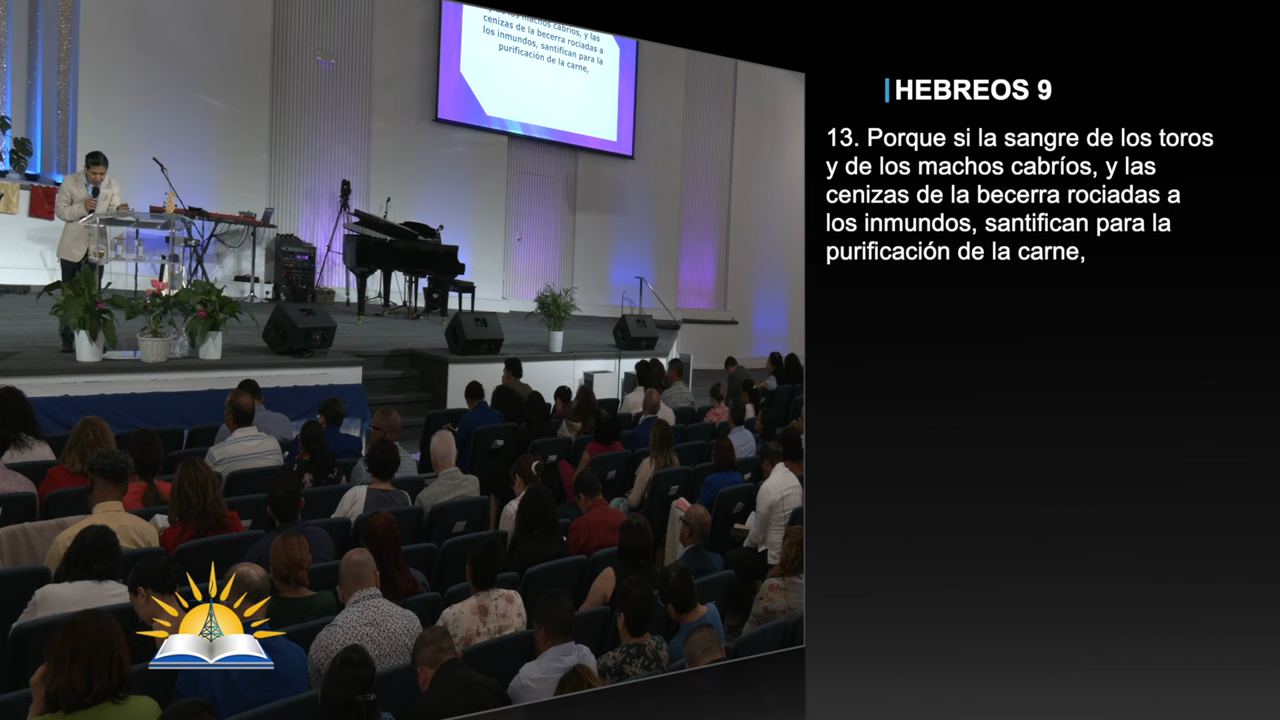 y de los machos cabríos, y las
cenizas de la becerra rociadas a
los inmundos, santifican para la
purificación de la carne,
HEBREOS 9
13. Porque si la sangre de los toros
y de los machos cabríos, y las
cenizas de la becerra rociadas a
los inmundos, santifican para la
purificación de la carne,